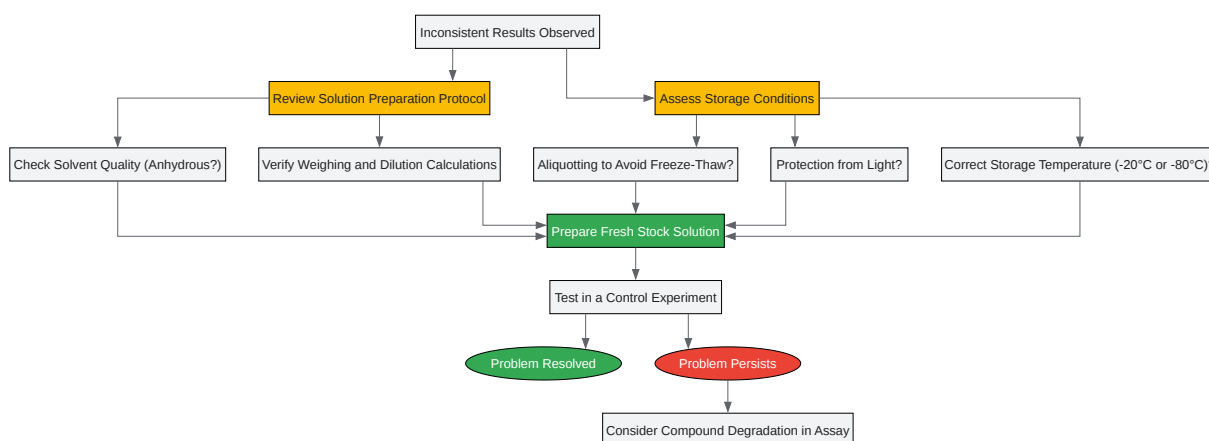 Inconsistent Results Observed
Review Solution Preparation Protocol
Assess Storage Conditions
Check Solvent Quality (Anhydrous?)
Verify Weighing and Dilution Calculations
Aliquotting to Avoid Freeze-Thaw?
Protection from Light?
Correct Storage Temperature (-20°C or -80°C)?
Prepare Fresh Stock Solution
Test in a Control Experiment
Problem Resolved
Problem Persists
Consider Compound Degradation in Assay